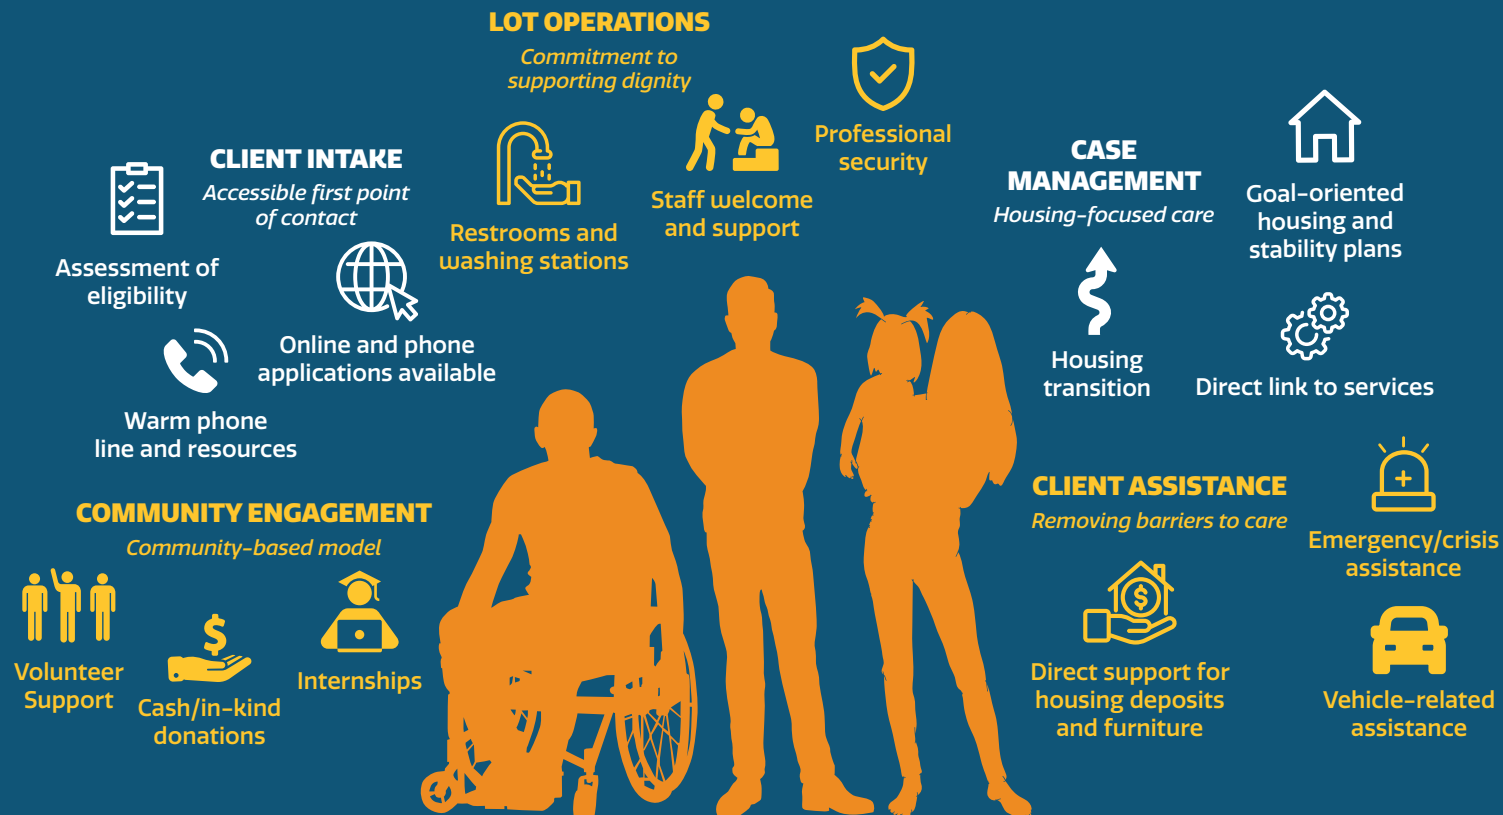 LOT OPERATIONS
Commitment to
supporting dignity
Restrooms and
washing stations
Staff welcome
and support
Professional
security
CLIENT INTAKE
Accessible first point
of contact
Assessment of
eligibility
Online and phone
applications available
Warm phone
line and resources
CASE
MANAGEMENT
Housing-focused care
Goal-oriented
housing and
stability plans
Housing
transition
Direct link to services
COMMUNITY ENGAGEMENT
Community-based model
Volunteer
Support
$
Cash/in-kind
donations
Internships
CLIENT ASSISTANCE
Removing barriers to care
Emergency/crisis
assistance
$
Direct support for
housing deposits
and furniture
Vehicle-related
assistance